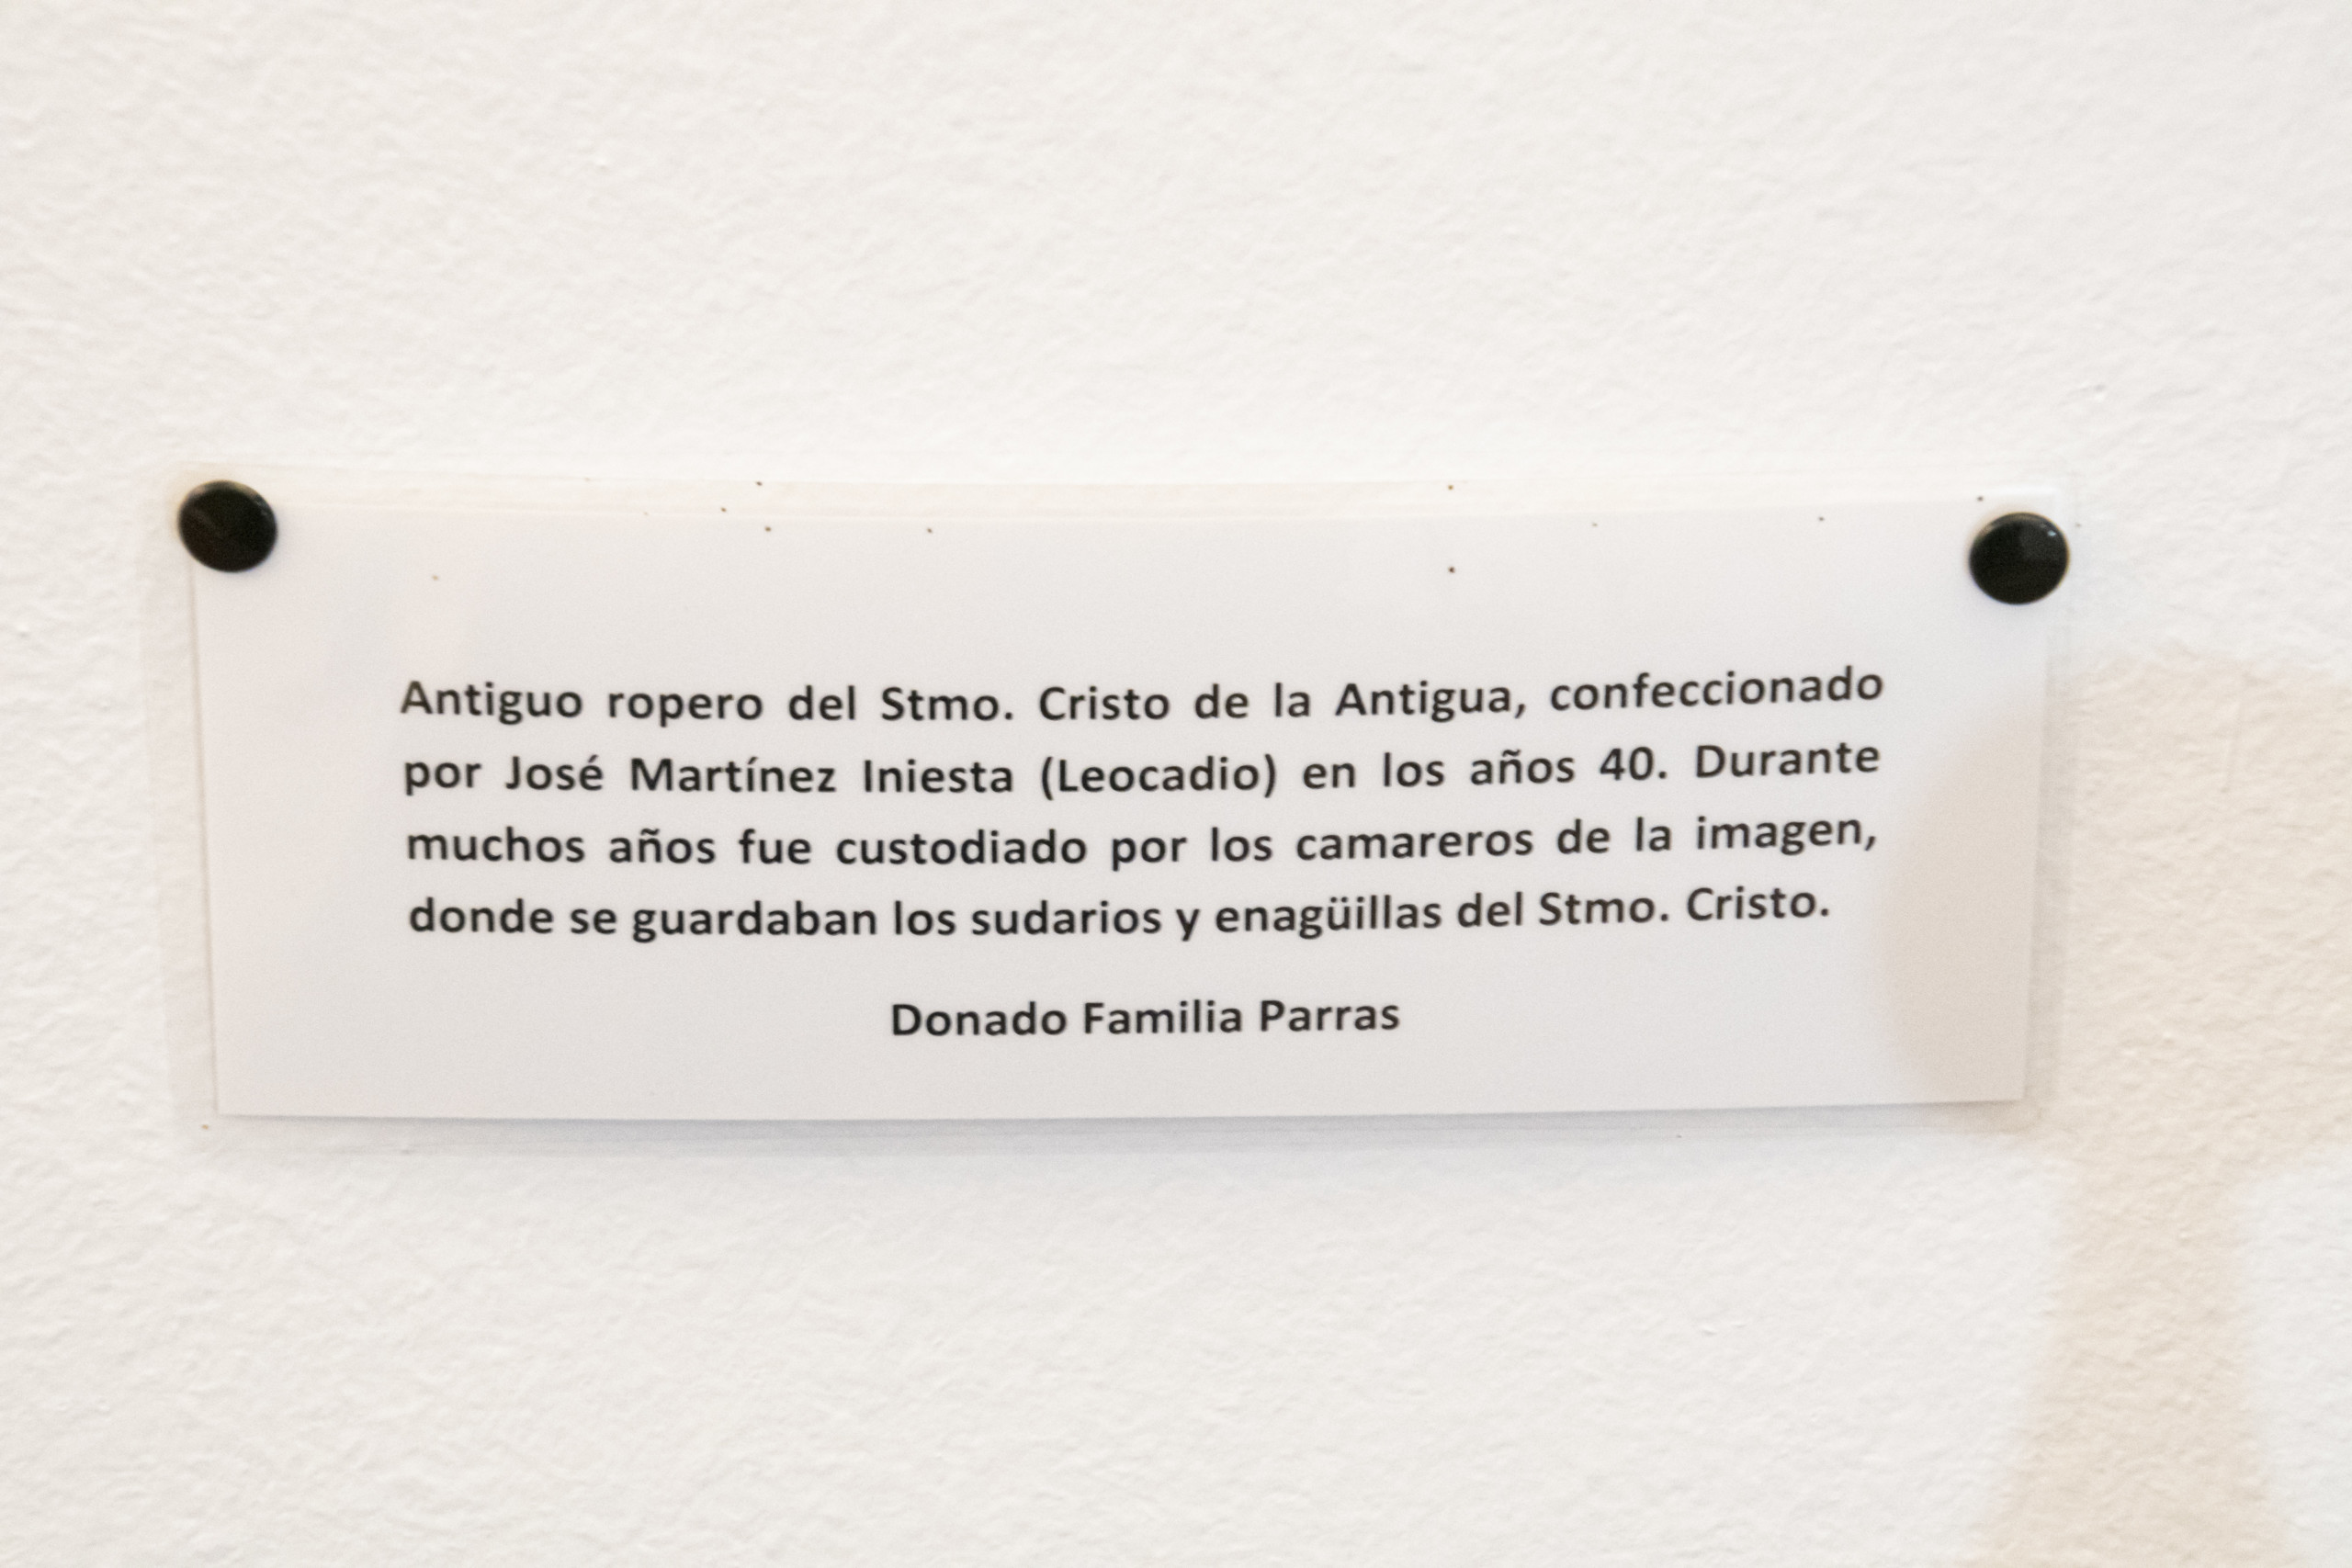 Antiguo ropero del Stmo. Cristo de la Antigua, confeccionado
por José Martínez Iniesta (Leocadio) en los años 40. Durante
muchos años fue custodiado por los camareros de la imagen,
donde se guardaban los sudarios y enagüillas del Stmo. Cristo.
Donado Familia Parras